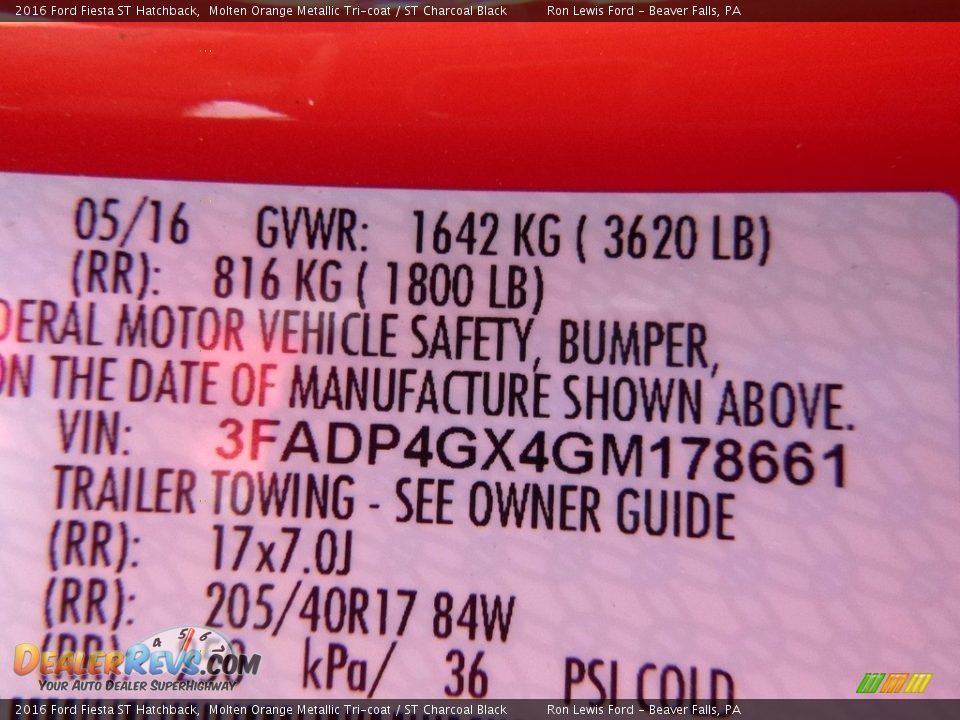 2016 Ford Fiesta ST Hatchback, Molten Orange Metallic Tri-coat / ST Charcoal Black Ron Lewis Ford - Beaver Falls, PA
05/16 GVWR: 1642 KG ( 3620 LB)
(RR): 816 KG ( 1800 LB)
DERAL MOTOR VEHICLE SAFETY, BUMPER,
ON THE DATE OF MANUFACTURE SHOWN ABOVE.
VIN: 3FADP4GX4GM178661
TRAILER TOWING - SEE OWNER GUIDE
(RR): 17x7.0J
(RR): 205/40R17 84W
(RR): kPa/ 36 PSI COLD
4 5 6
DEALERREVS.COM
YOUR AUTO DEALER SUPERHIGHWAY
2016 Ford Fiesta ST Hatchback, Molten Orange Metallic Tri-coat / ST Charcoal Black Ron Lewis Ford - Beaver Falls, PA